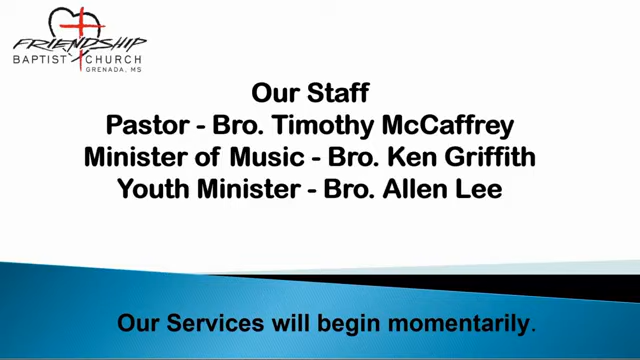 FRIENDSHIP
BAPTIST CHURCH
GRENADA, MS
Our Staff
Pastor - Bro. Timothy McCaffrey
Minister of Music - Bro. Ken Griffith
Youth Minister - Bro. Allen Lee
Our Services will begin momentarily.